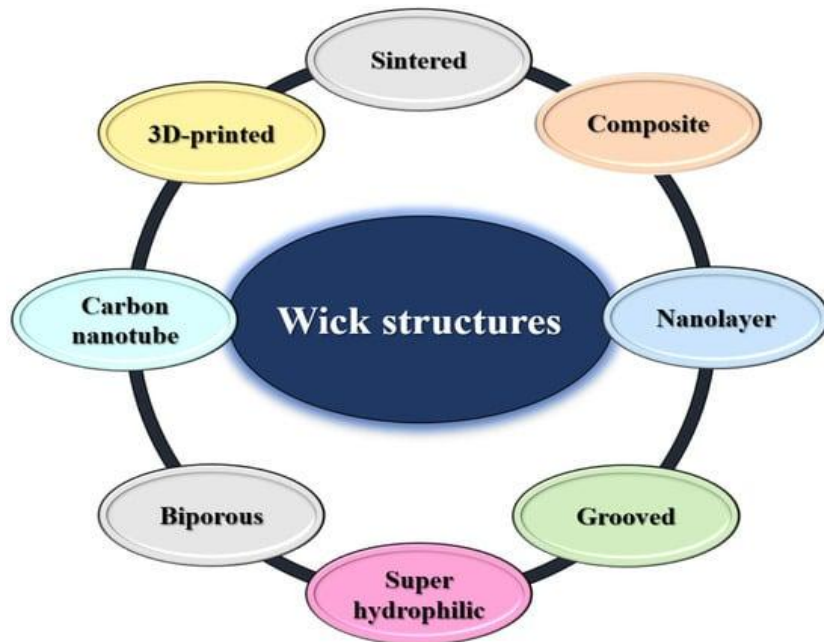 Sintered
Composite
3D-printed
Wick structures
Carbon
nanotube
Nanolayer
Biporous
Grooved
Super
hydrophilic